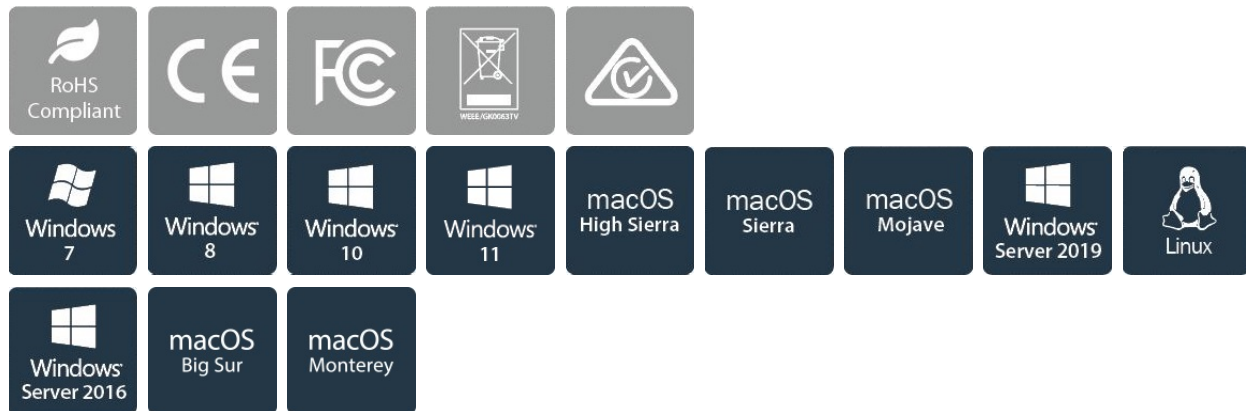 RoHS
Compliant
CE
FC
WEEE/GK0083TV
Windows
7
Windows
8
Windows
10
Windows
11
macOS
High Sierra
macOS
Sierra
macOS
Mojave
Windows
Server 2019
Linux
Windows
Server 2016
macOS
Big Sur
macOS
Monterey